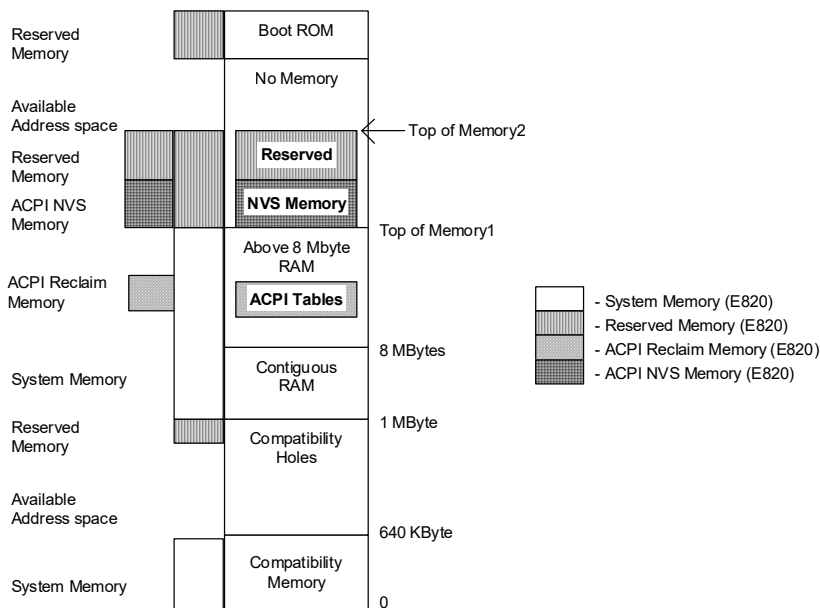 Reserved
Memory
Available
Address space
Reserved
Memory
ACPI NVS
Memory
ACPI Reclaim
Memory
System Memory
Reserved
Memory
Available
Address space
System Memory
Boot ROM
No Memory
Reserved
NVS Memory
Above 8 Mbyte
RAM
ACPI Tables
Contiguous
RAM
Compatibility
Holes
Compatibility
Memory
Top of Memory2
Top of Memory1
8 MBytes
1 MByte
640 KByte
0
- System Memory (E820)
- Reserved Memory (E820)
- ACPI Reclaim Memory (E820)
- ACPI NVS Memory (E820)